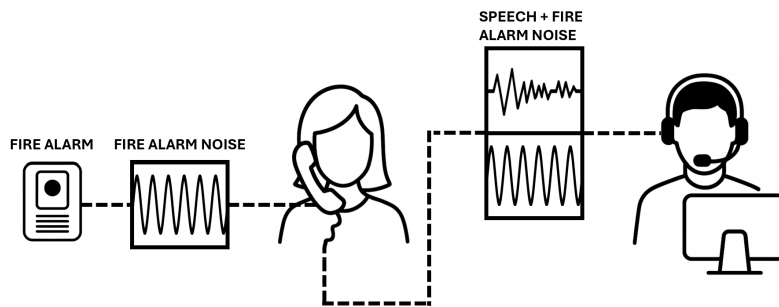 SPEECH + FIRE
ALARM NOISE
FIRE ALARM
FIRE ALARM NOISE